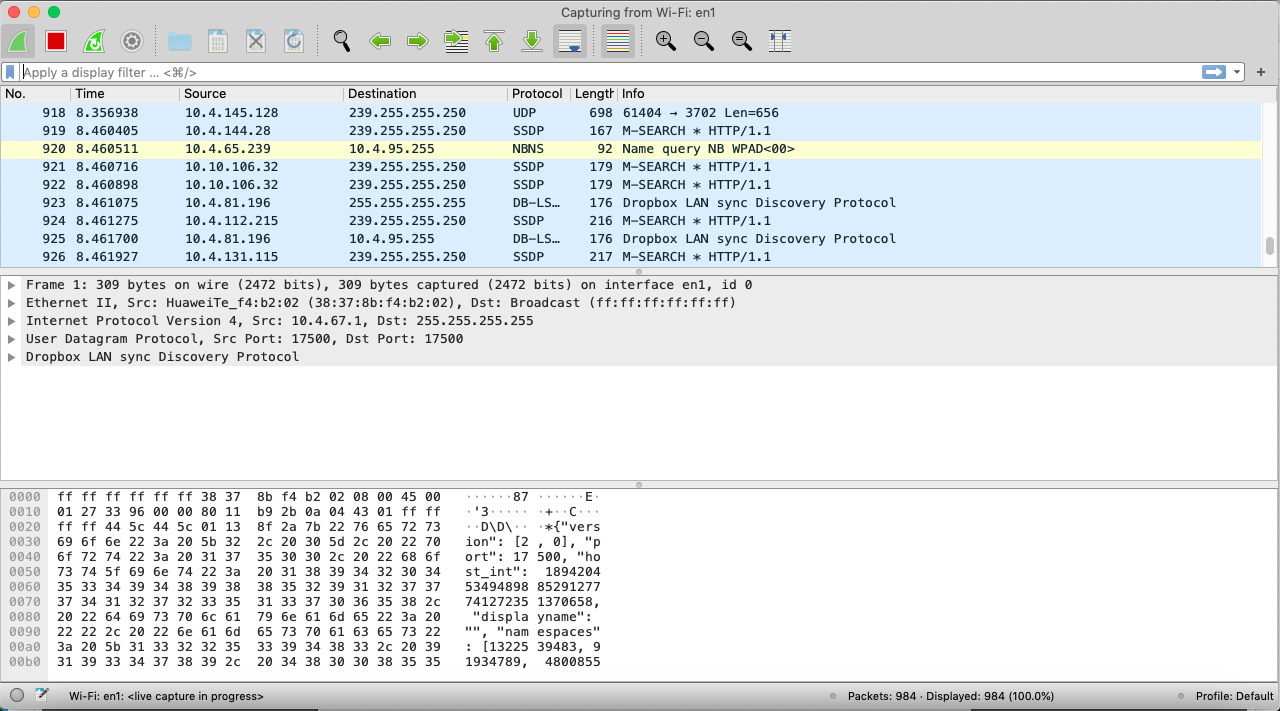 Capturing from Wi-Fi: en1
Apply a display filter ... <⌘/>
No. Time Source Destination Protocol Length Info
918 8.356938 10.4.145.128 239.255.255.250 UDP 698 61404 → 3702 Len=656
919 8.460405 10.4.144.28 239.255.255.250 SSDP 167 M-SEARCH * HTTP/1.1
920 8.460511 10.4.65.239 10.4.95.255 NBNS 92 Name query NB WPAD<00>
921 8.460716 10.10.106.32 239.255.255.250 SSDP 179 M-SEARCH * HTTP/1.1
922 8.460898 10.10.106.32 239.255.255.250 SSDP 179 M-SEARCH * HTTP/1.1
923 8.461075 10.4.81.196 255.255.255.255 DB-LS… 176 Dropbox LAN sync Discovery Protocol
924 8.461275 10.4.112.215 239.255.255.250 SSDP 216 M-SEARCH * HTTP/1.1
925 8.461700 10.4.81.196 10.4.95.255 DB-LS… 176 Dropbox LAN sync Discovery Protocol
926 8.461927 10.4.131.115 239.255.255.250 SSDP 217 M-SEARCH * HTTP/1.1
Frame 1: 309 bytes on wire (2472 bits), 309 bytes captured (2472 bits) on interface en1, id 0
Ethernet II, Src: HuaweiTe_f4:b2:02 (38:37:8b:f4:b2:02), Dst: Broadcast (ff:ff:ff:ff:ff:ff)
Internet Protocol Version 4, Src: 10.4.67.1, Dst: 255.255.255.255
User Datagram Protocol, Src Port: 17500, Dst Port: 17500
Dropbox LAN sync Discovery Protocol
0000 ff ff ff ff ff ff 38 37 8b f4 b2 02 08 00 45 00 ······87 ······E·
0010 01 27 33 96 00 00 80 11 b9 2b 0a 04 43 01 ff ff ·'3····· ·+··C···
0020 ff ff 44 5c 44 5c 01 13 8f 2a 7b 22 76 65 72 73 ··D\D\·· ·*{"vers
0030 69 6f 6e 22 3a 20 5b 32 2c 20 30 5d 2c 20 22 70 ion": [2 , 0], "p
0040 6f 72 74 22 3a 20 31 37 35 30 30 2c 20 22 68 6f ort": 17 500, "ho
0050 73 74 5f 69 6e 74 22 3a 20 31 38 39 34 32 30 34 st_int": 1894204
0060 35 33 34 39 34 38 39 38 38 35 32 39 31 32 37 37 53494898 85291277
0070 37 34 31 32 37 32 33 35 31 33 37 30 36 35 38 2c 74127235 1370658,
0080 20 22 64 69 73 70 6c 61 79 6e 61 6d 65 22 3a 20 "displa yname":
0090 22 22 2c 20 22 6e 61 6d 65 73 70 61 63 65 73 22 "", "nam espaces"
00a0 3a 20 5b 31 33 32 32 35 33 39 34 38 33 2c 20 39 : [13225 39483, 9
00b0 31 39 33 34 37 38 39 2c 20 34 38 30 30 38 35 35 1934789, 4800855
Wi-Fi: en1: <live capture in progress> Packets: 984 · Displayed: 984 (100.0%) Profile: Default